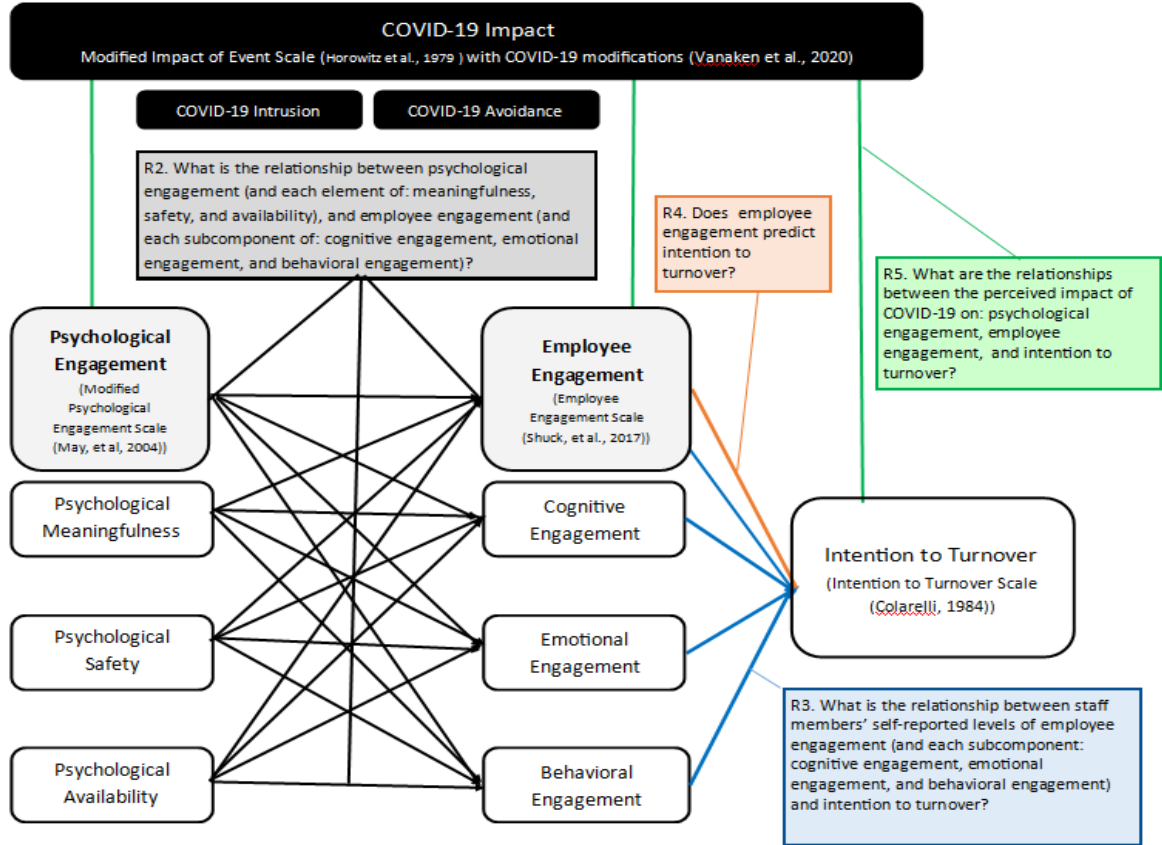 COVID-19 Impact
Modified Impact of Event Scale (Horowitz et al., 1979 ) with COVID-19 modifications (Vanaken et al., 2020)
COVID-19 Intrusion
COVID-19 Avoidance
R2. What is the relationship between psychological
engagement (and each element of: meaningfulness,
safety, and availability), and employee engagement (and
each subcomponent of: cognitive engagement, emotional
engagement, and behavioral engagement)?
R4. Does employee
engagement predict
intention to
turnover?
R5. What are the relationships
between the perceived impact of
COVID-19 on: psychological
engagement, employee
engagement, and intention to
turnover?
Psychological
Engagement
(Modified
Psychological
Engagement Scale
(May, et al, 2004))
Employee
Engagement
(Employee
Engagement Scale
(Shuck, et al., 2017))
Psychological
Meaningfulness
Cognitive
Engagement
Intention to Turnover
(Intention to Turnover Scale
(Colarelli, 1984))
Psychological
Safety
Emotional
Engagement
R3. What is the relationship between staff
members’ self-reported levels of employee
engagement (and each subcomponent:
cognitive engagement, emotional
engagement, and behavioral engagement)
and intention to turnover?
Psychological
Availability
Behavioral
Engagement